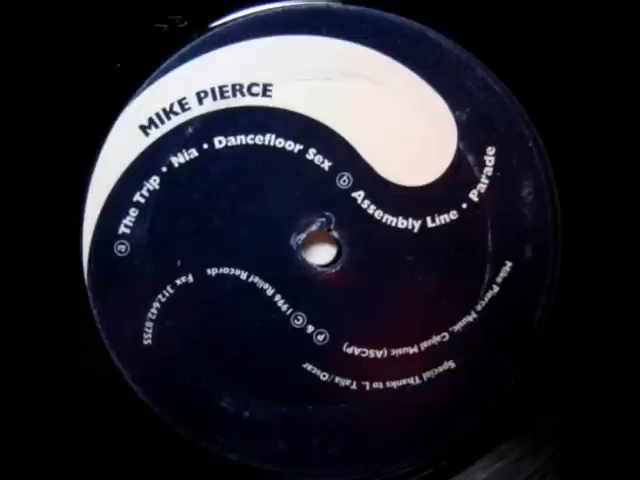 MIKE PIERCE
ⓐ The Trip • Nia • Dancefloor Sex ⓑ Assembly Line • Parade
Mike Pierce Music, Cajual Music (ASCAP)
℗ & © 1996 Relief Records Fax 312.642.8755
Special Thanks to L. Talla/Oscar